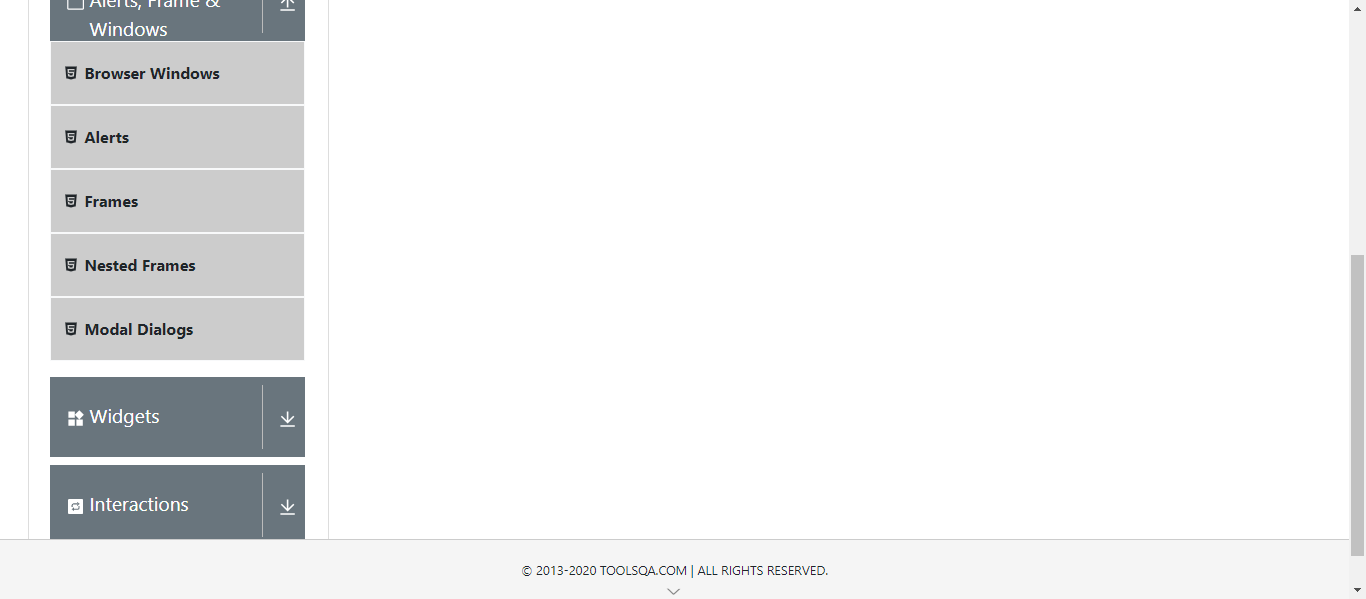 Alerts, Frame &
Windows
Browser Windows
Alerts
Frames
Nested Frames
Modal Dialogs
Widgets
Interactions
© 2013-2020 TOOLSQA.COM | ALL RIGHTS RESERVED.